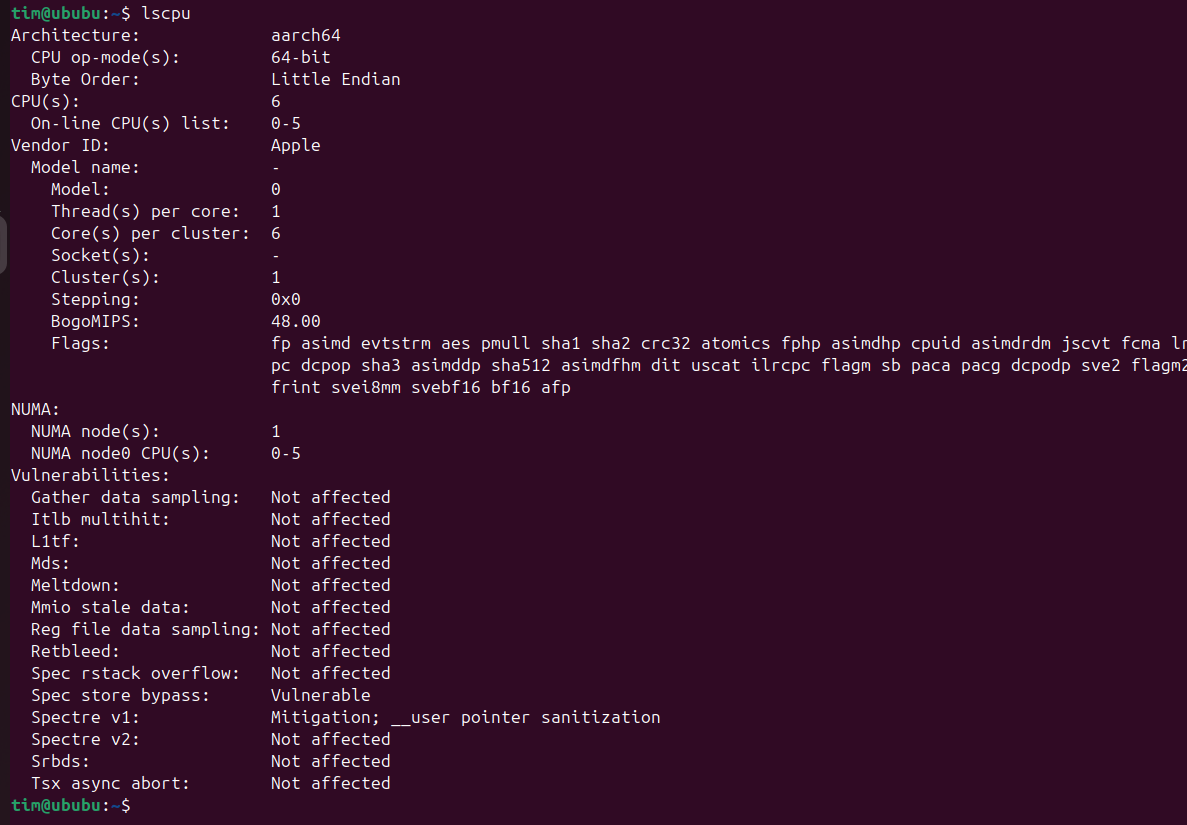 tim@ububu:~$ lscpu
Architecture:             aarch64
  CPU op-mode(s):         64-bit
  Byte Order:             Little Endian
CPU(s):                   6
  On-line CPU(s) list:    0-5
Vendor ID:                Apple
  Model name:             -
    Model:                0
    Thread(s) per core:   1
    Core(s) per cluster:  6
    Socket(s):            -
    Cluster(s):           1
    Stepping:             0x0
    BogoMIPS:             48.00
    Flags:                fp asimd evtstrm aes pmull sha1 sha2 crc32 atomics fphp asimdhp cpuid asimdrdm jscvt fcma lr
                          pc dcpop sha3 asimddp sha512 asimdfhm dit uscat ilrcpc flagm sb paca pacg dcpodp sve2 flagm2
                          frint svei8mm svebf16 bf16 afp
NUMA:
  NUMA node(s):           1
  NUMA node0 CPU(s):      0-5
Vulnerabilities:
  Gather data sampling:   Not affected
  Itlb multihit:          Not affected
  L1tf:                   Not affected
  Mds:                    Not affected
  Meltdown:               Not affected
  Mmio stale data:        Not affected
  Reg file data sampling: Not affected
  Retbleed:               Not affected
  Spec rstack overflow:   Not affected
  Spec store bypass:      Vulnerable
  Spectre v1:             Mitigation; __user pointer sanitization
  Spectre v2:             Not affected
  Srbds:                  Not affected
  Tsx async abort:        Not affected
tim@ububu:~$